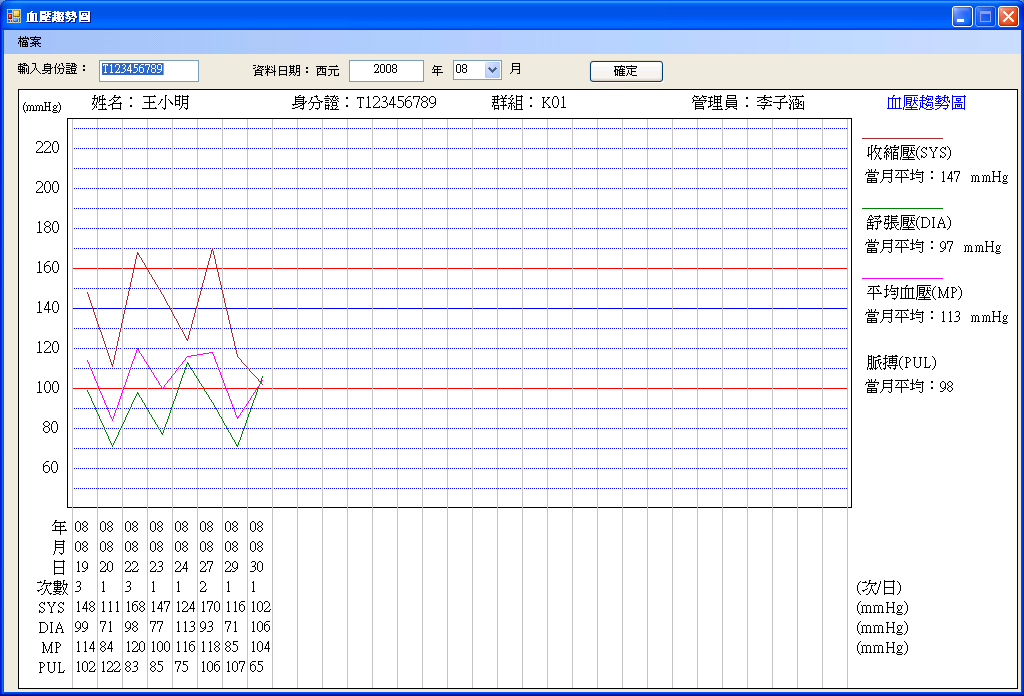 血壓趨勢圖
檔案
輸入身份證： T123456789 資料日期：西元 2008 年 08 月 確定
(mmHg) 姓名：王小明 身分證：T123456789 群組：K01 管理員：李子涵 血壓趨勢圖
220
200
180
160
140
120
100
80
60
收縮壓(SYS)
當月平均：147 mmHg
舒張壓(DIA)
當月平均：97 mmHg
平均血壓(MP)
當月平均：113 mmHg
脈搏(PUL)
當月平均：98
年 08 08 08 08 08 08 08 08
月 08 08 08 08 08 08 08 08
日 19 20 22 23 24 27 29 30
次數 3 1 3 1 1 2 1 1 (次/日)
SYS 148 111 168 147 124 170 116 102 (mmHg)
DIA 99 71 98 77 113 93 71 106 (mmHg)
MP 114 84 120 100 116 118 85 104 (mmHg)
PUL 102 122 83 85 75 106 107 65